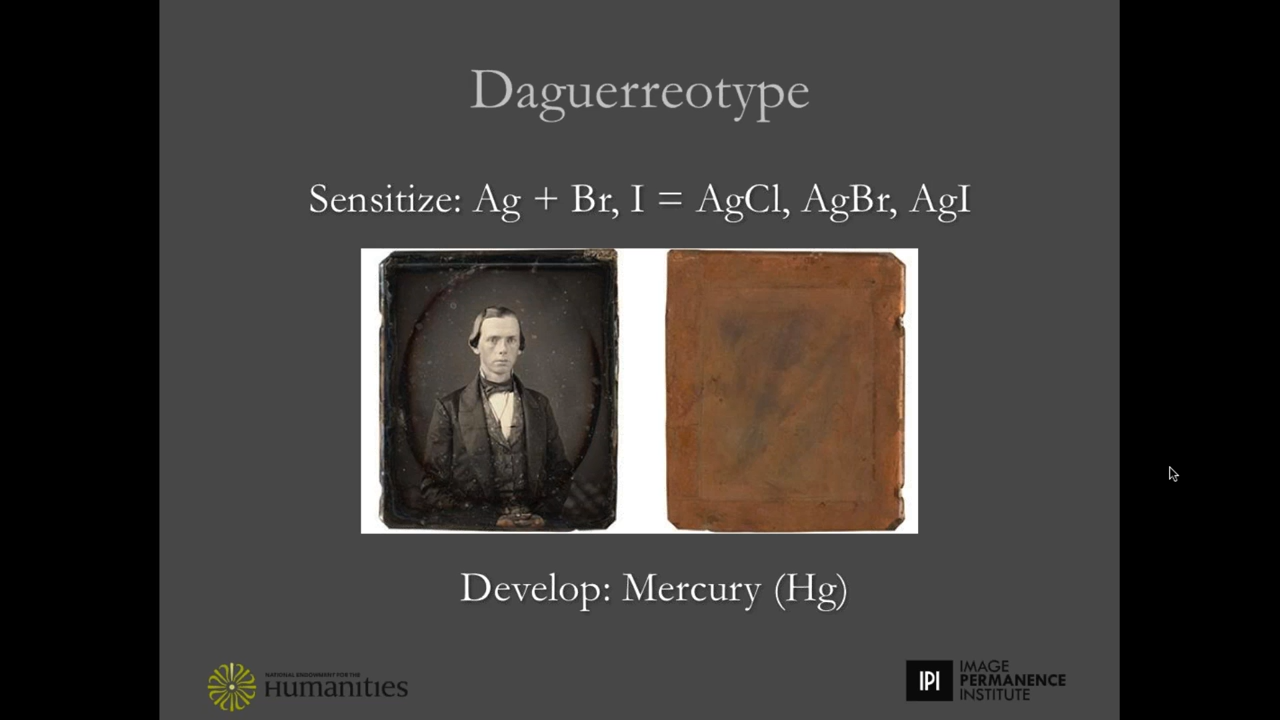 Daguerreotype
Sensitize: Ag + Br, I = AgCl, AgBr, AgI
Develop: Mercury (Hg)
NATIONAL ENDOWMENT FOR THE
Humanities
IPI
IMAGE
PERMANENCE
INSTITUTE